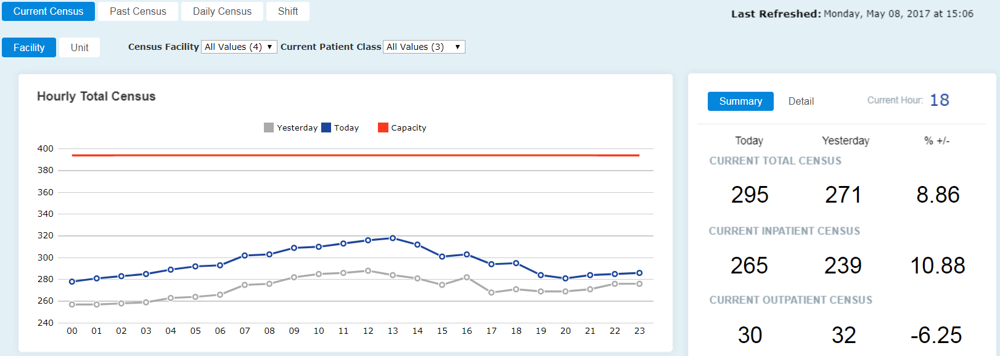 Current Census Past Census Daily Census Shift
Last Refreshed: Monday, May 08, 2017 at 15:06
Facility Unit Census Facility All Values (4) ▼ Current Patient Class All Values (3) ▼
Hourly Total Census
Yesterday Today Capacity
400
380
360
340
320
300
280
260
240
00 01 02 03 04 05 06 07 08 09 10 11 12 13 14 15 16 17 18 19 20 21 22 23
Summary Detail Current Hour: 18
Today Yesterday % +/-
CURRENT TOTAL CENSUS
295 271 8.86
CURRENT INPATIENT CENSUS
265 239 10.88
CURRENT OUTPATIENT CENSUS
30 32 -6.25